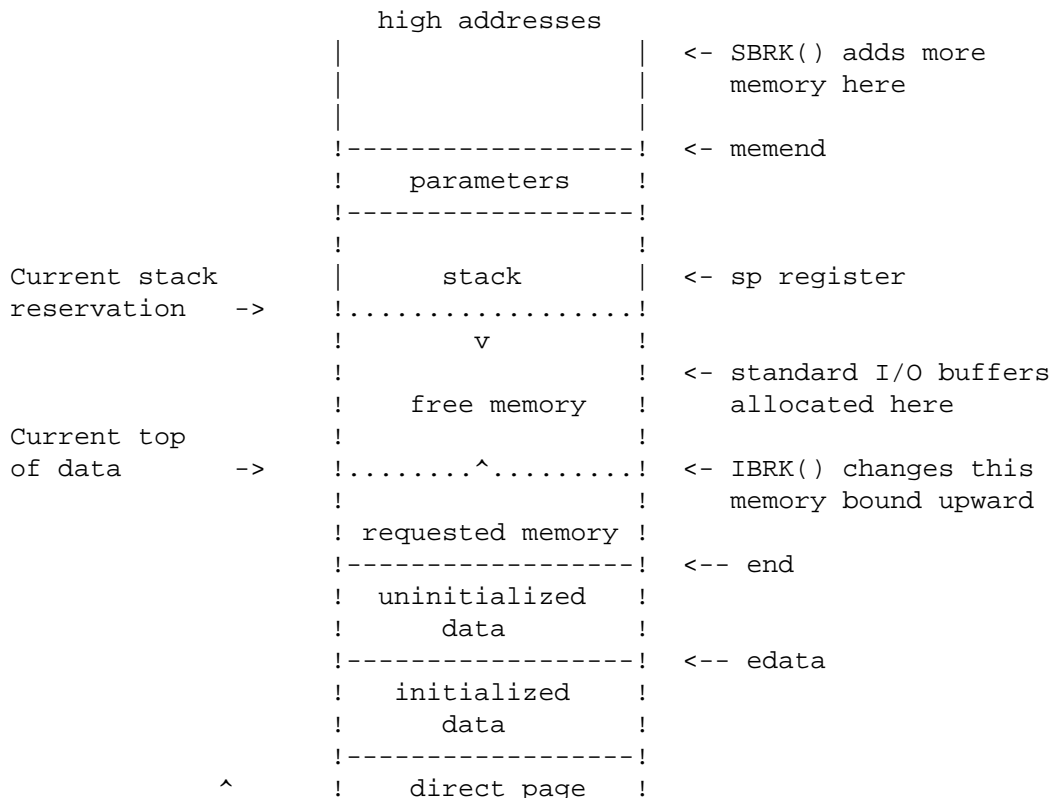 high addresses
|                  |  <- SBRK() adds more
|                  |     memory here
|                  |
!------------------!  <- memend
!    parameters    !
!------------------!
!                  !
Current stack       |      stack       |  <- sp register
reservation   ->    !..................!
!        v         !
!                  !  <- standard I/O buffers
!    free memory   !     allocated here
Current top         !                  !
of data       ->    !........^.........!  <- IBRK() changes this
!                  !     memory bound upward
! requested memory !
!------------------!  <-- end
!  uninitialized   !
!      data        !
!------------------!  <-- edata
!   initialized    !
!      data        !
!------------------!
^      !    direct page   !